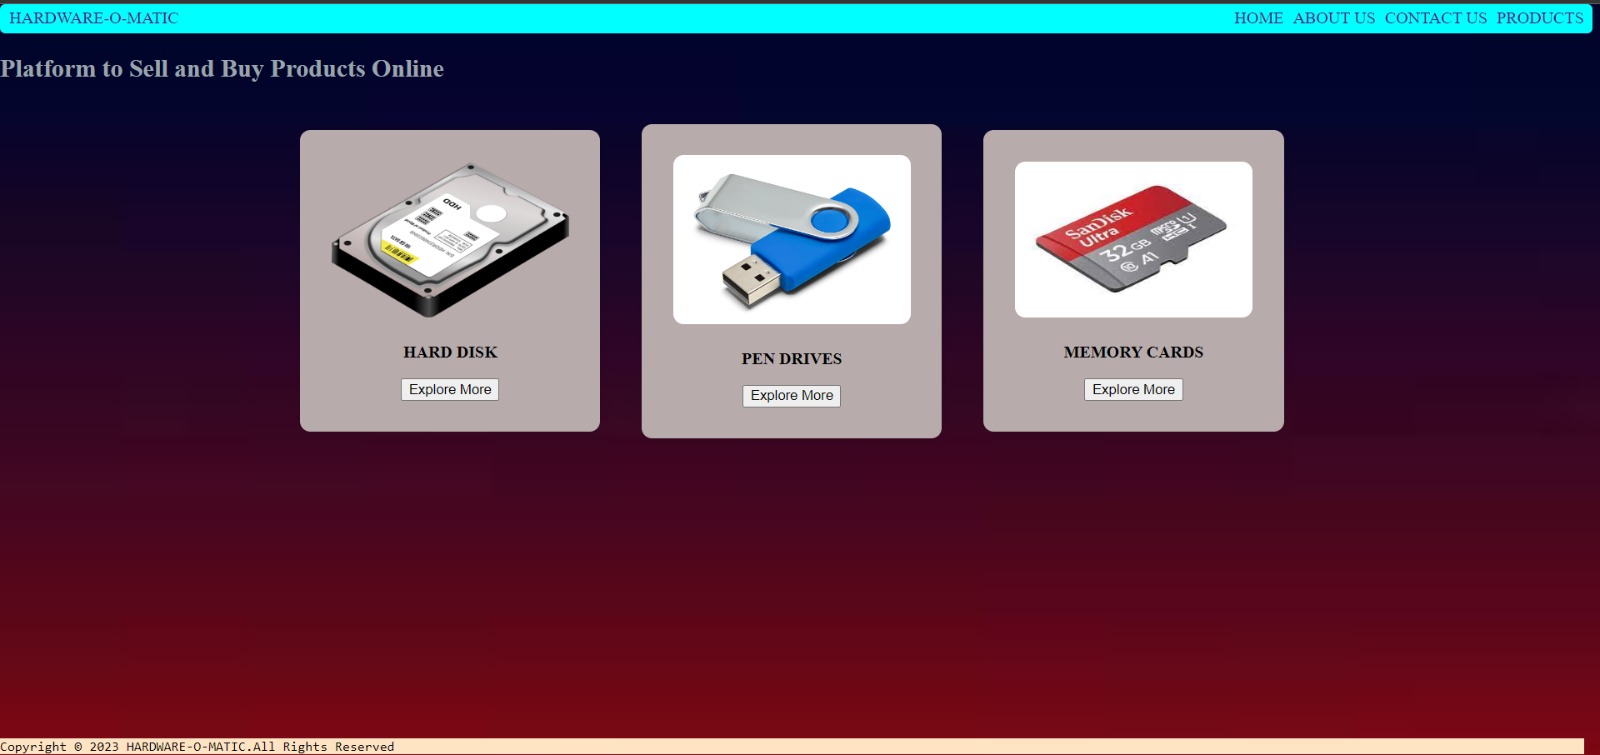 HARDWARE-O-MATIC
HOME ABOUT US CONTACT US PRODUCTS
Platform to Sell and Buy Products Online
HDD
SanDisk
Ultra
32GB
microSD
HC I
U1
10
A1
HARD DISK
PEN DRIVES
MEMORY CARDS
Explore More
Explore More
Explore More
Copyright © 2023 HARDWARE-O-MATIC.All Rights Reserved